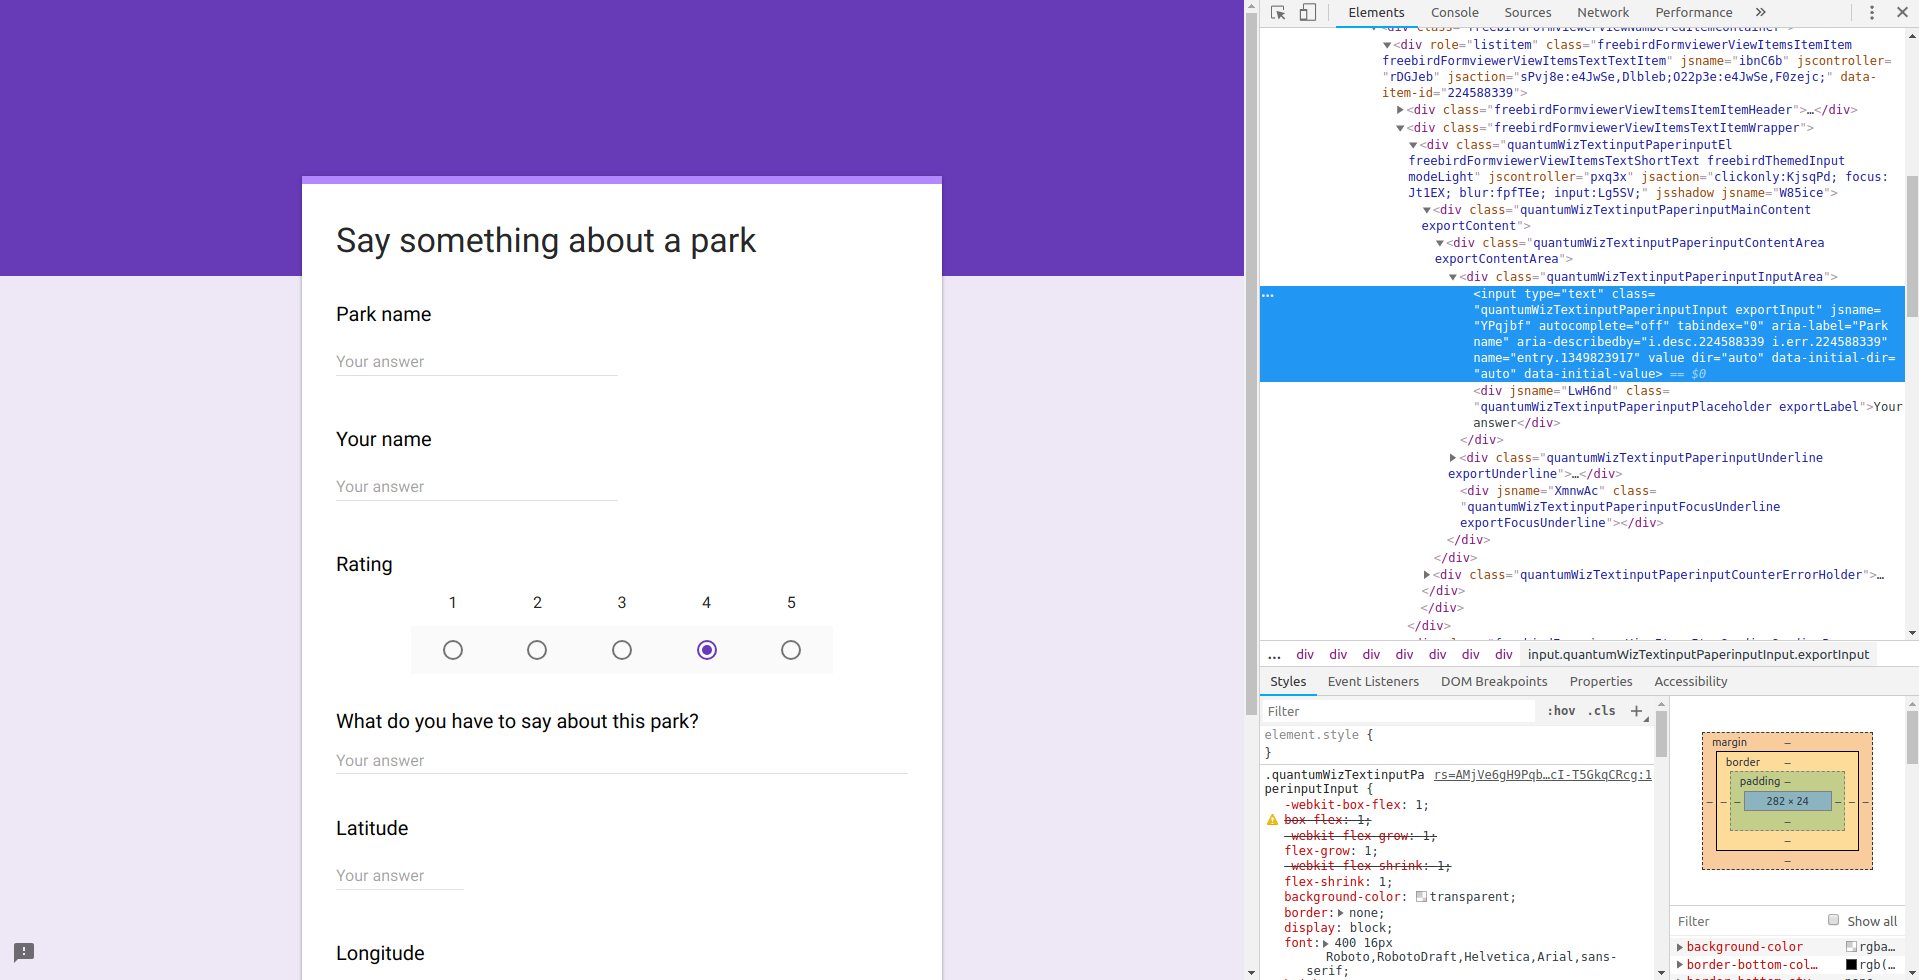 Say something about a park
Park name
Your answer
Your name
Your answer
Rating
1 2 3 4 5
What do you have to say about this park?
Your answer
Latitude
Your answer
Longitude
Elements Console Sources Network Performance »
<div role="listitem" class="freebirdFormviewerViewItemsItemItem
freebirdFormviewerViewItemsTextTextItem" jsname="ibnC6b" jscontroller=
"rDGJeb" jsaction="sPvj8e:e4JwSe,Dlbleb;O22p3e:e4JwSe,F0zejc;" data-
item-id="224588339">
<div class="freebirdFormviewerViewItemsItemItemHeader">…</div>
<div class="freebirdFormviewerViewItemsTextItemWrapper">
<div class="quantumWizTextinputPaperinputEl
freebirdFormviewerViewItemsTextShortText freebirdThemedInput
modeLight" jscontroller="pxq3x" jsaction="clickonly:KjsqPd; focus:
Jt1EX; blur:fpfTEe; input:Lg5SV;" jsshadow jsname="W85ice">
<div class="quantumWizTextinputPaperinputMainContent
exportContent">
<div class="quantumWizTextinputPaperinputContentArea
exportContentArea">
<div class="quantumWizTextinputPaperinputInputArea">
… <input type="text" class=
"quantumWizTextinputPaperinputInput exportInput" jsname=
"YPqjbf" autocomplete="off" tabindex="0" aria-label="Park
name" aria-describedby="i.desc.224588339 i.err.224588339"
name="entry.1349823917" value dir="auto" data-initial-dir=
"auto" data-initial-value> == $0
<div jsname="LwH6nd" class=
"quantumWizTextinputPaperinputPlaceholder exportLabel">Your
answer</div>
</div>
<div class="quantumWizTextinputPaperinputUnderline
exportUnderline">…</div>
<div jsname="XmnwAc" class=
"quantumWizTextinputPaperinputFocusUnderline
exportFocusUnderline"></div>
</div>
</div>
<div class="quantumWizTextinputPaperinputCounterErrorHolder">…
</div>
</div>
</div>
… div div div div div div div input.quantumWizTextinputPaperinputInput.exportInput
Styles Event Listeners DOM Breakpoints Properties Accessibility
Filter :hov .cls +
element.style {
}
.quantumWizTextinputPa rs=AMjVe6gH9Pqb…cI-T5GkqCRcg:1
perinputInput {
-webkit-box-flex: 1;
box-flex: 1;
-webkit-flex-grow: 1;
flex-grow: 1;
-webkit-flex-shrink: 1;
flex-shrink: 1;
background-color: transparent;
border: none;
display: block;
font: 400 16px
Roboto,RobotoDraft,Helvetica,Arial,sans-
serif;
margin –
border –
padding –
– – – 282 × 24 – – –
–
–
–
Filter Show all
background-color rgba…
border-bottom-col… rgb(…